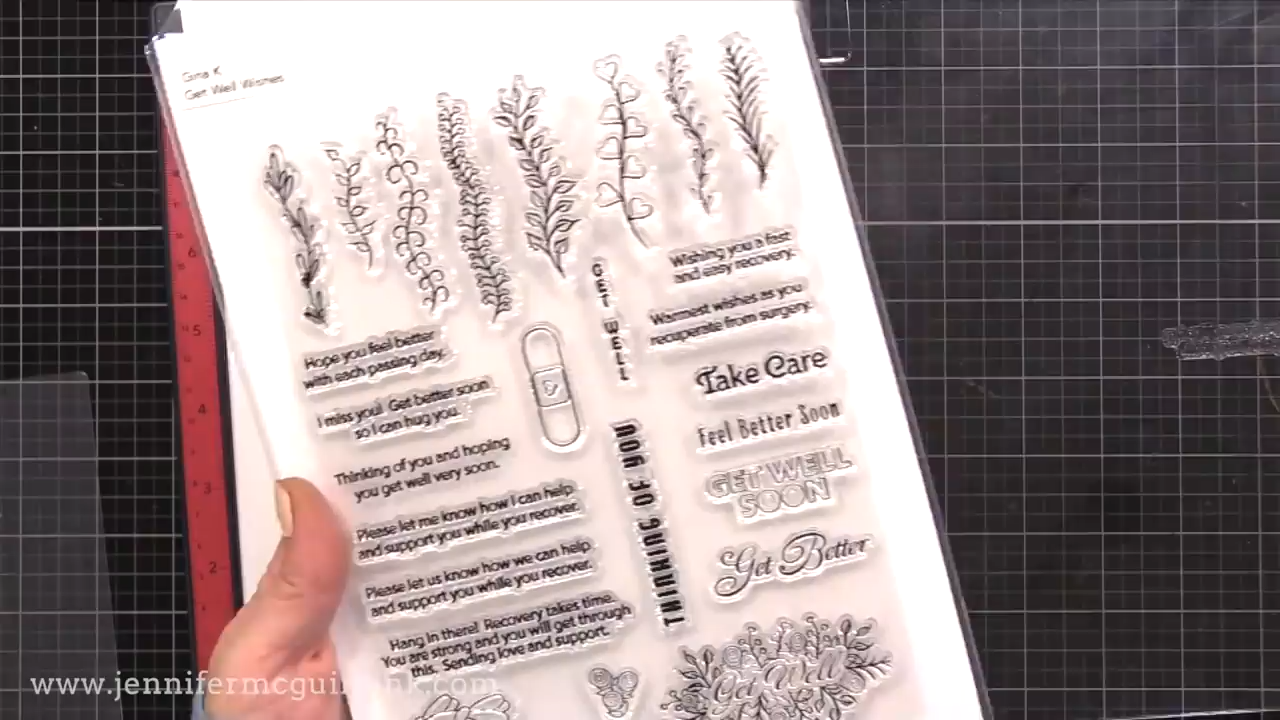 Gina K
Get Well Wishes
Wishing you a fast
and easy recovery.
GET WELL
Warmest wishes as you
recuperate from surgery.
Hope you feel better
with each passing day.
Take Care
I miss you! Get better soon
so I can hug you.
Feel Better Soon
Thinking of you and hoping
you get well very soon.
THINKING OF YOU
GET WELL
SOON
Please let me know how I can help
and support you while you recover.
Get Better
Please let us know how we can help
and support you while you recover.
Hang in there! Recovery takes time.
You are strong and you will get through
this. Sending love and support.
Get Well
6
5
4
3
2
www.jennifermcguireink.com